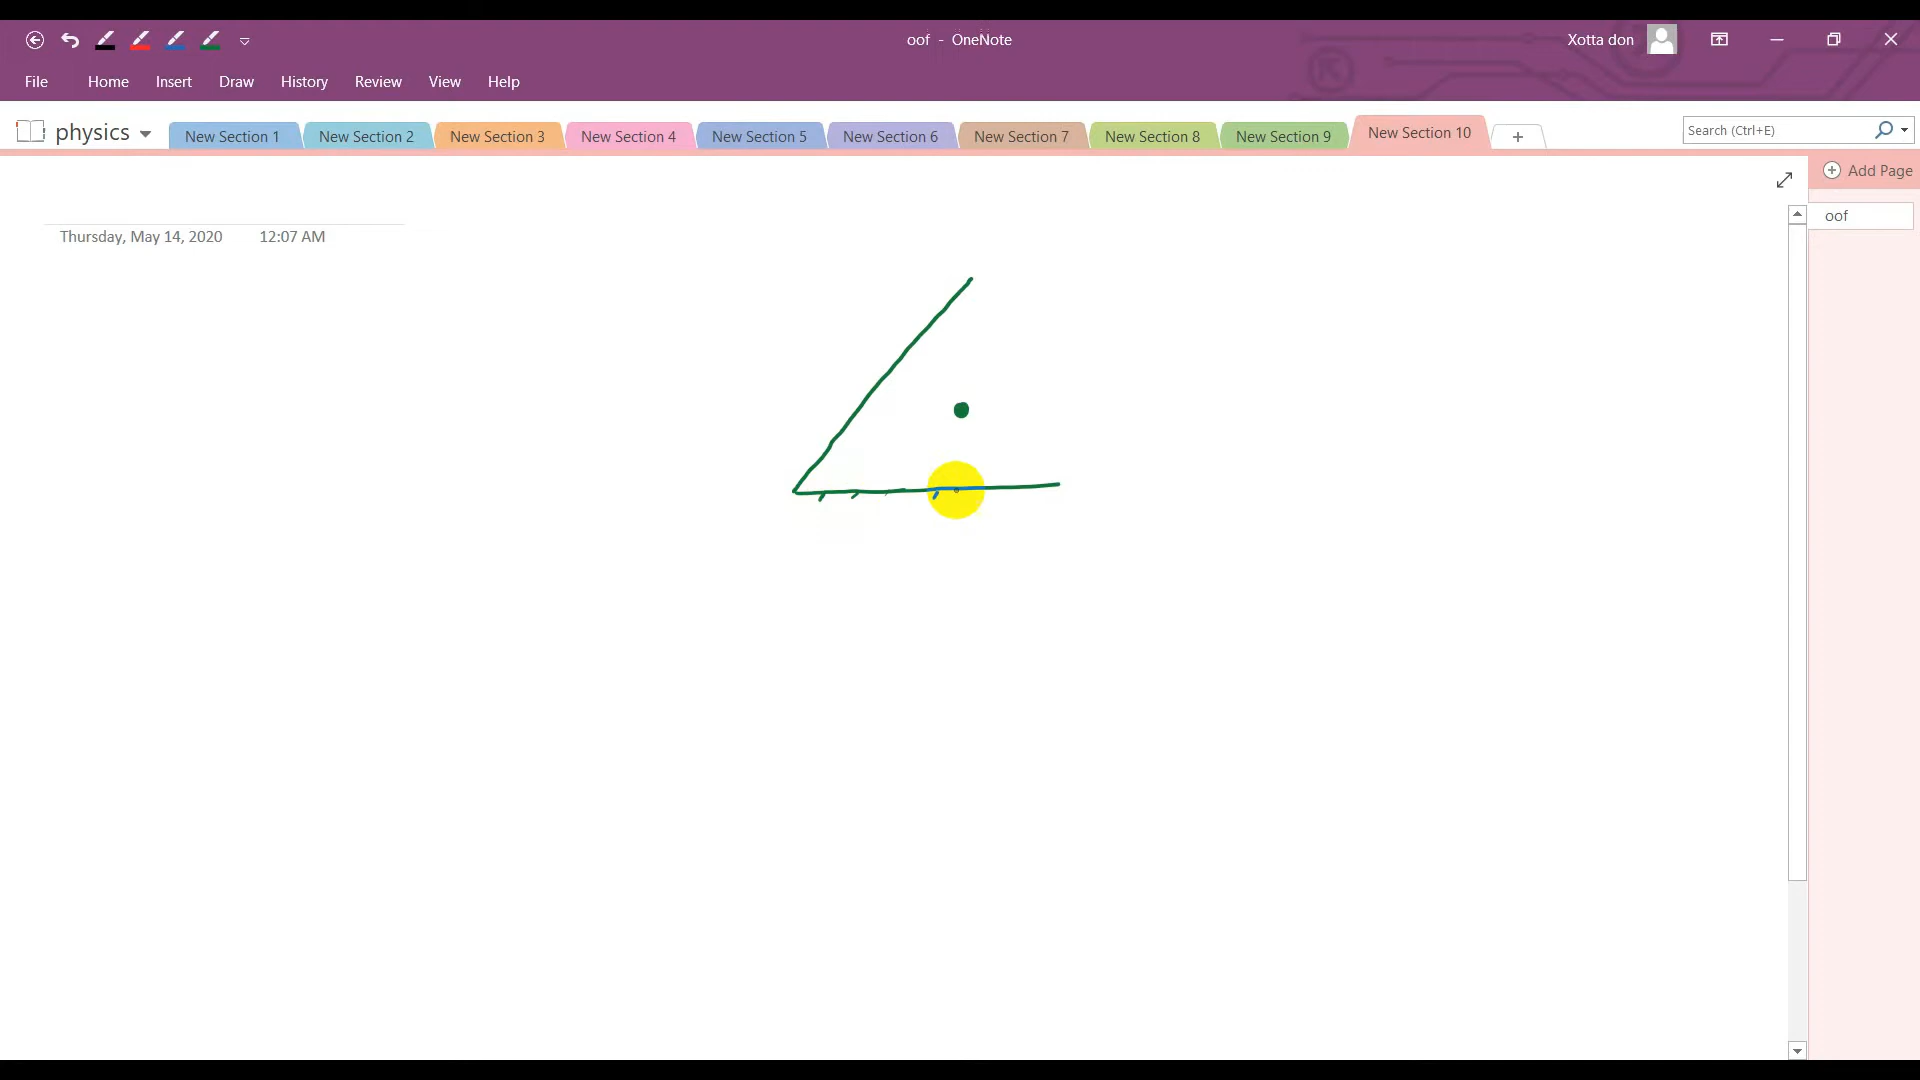 oof - OneNote
Xotta don
File Home Insert Draw History Review View Help
physics New Section 1 New Section 2 New Section 3 New Section 4 New Section 5 New Section 6 New Section 7 New Section 8 New Section 9 New Section 10 + Search (Ctrl+E)
Add Page
oof
Thursday, May 14, 2020 12:07 AM